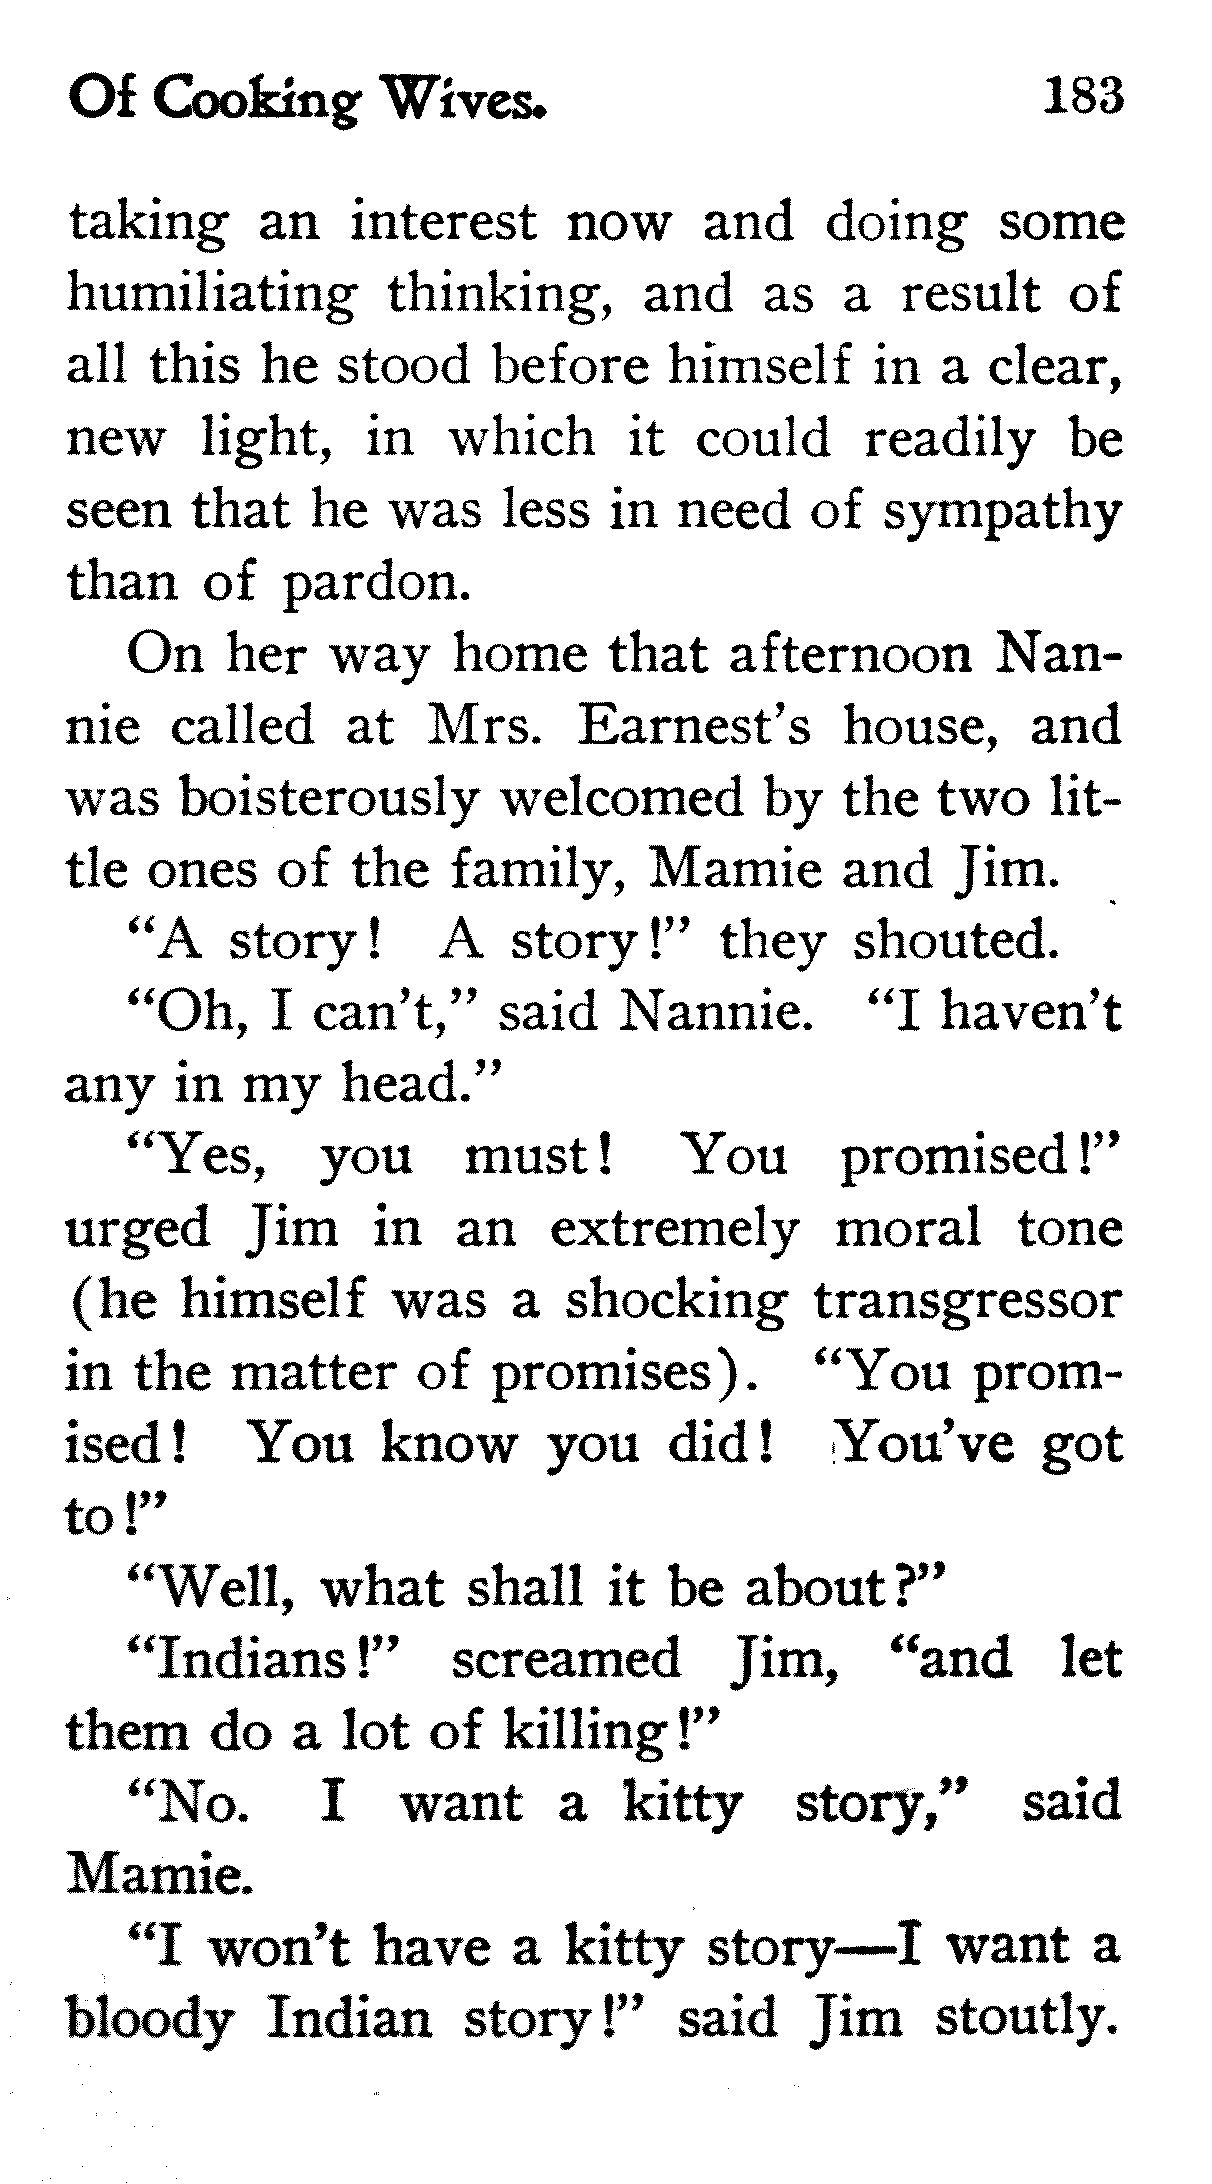 Of Cooking Wives. 183
taking an interest now and doing some
humiliating thinking, and as a result of
all this he stood before himself in a clear,
new light, in which it could readily be
seen that he was less in need of sympathy
than of pardon.
On her way home that afternoon Nan-
nie called at Mrs. Earnest's house, and
was boisterously welcomed by the two lit-
tle ones of the family, Mamie and Jim.
“A story! A story!” they shouted.
“Oh, I can't,” said Nannie. “I haven't
any in my head.”
“Yes, you must! You promised!”
urged Jim in an extremely moral tone
(he himself was a shocking transgressor
in the matter of promises). “You prom-
ised! You know you did! You've got
to!”
“Well, what shall it be about?”
“Indians!” screamed Jim, “and let
them do a lot of killing!”
“No. I want a kitty story,” said
Mamie.
“I won't have a kitty story—I want a
bloody Indian story!” said Jim stoutly.